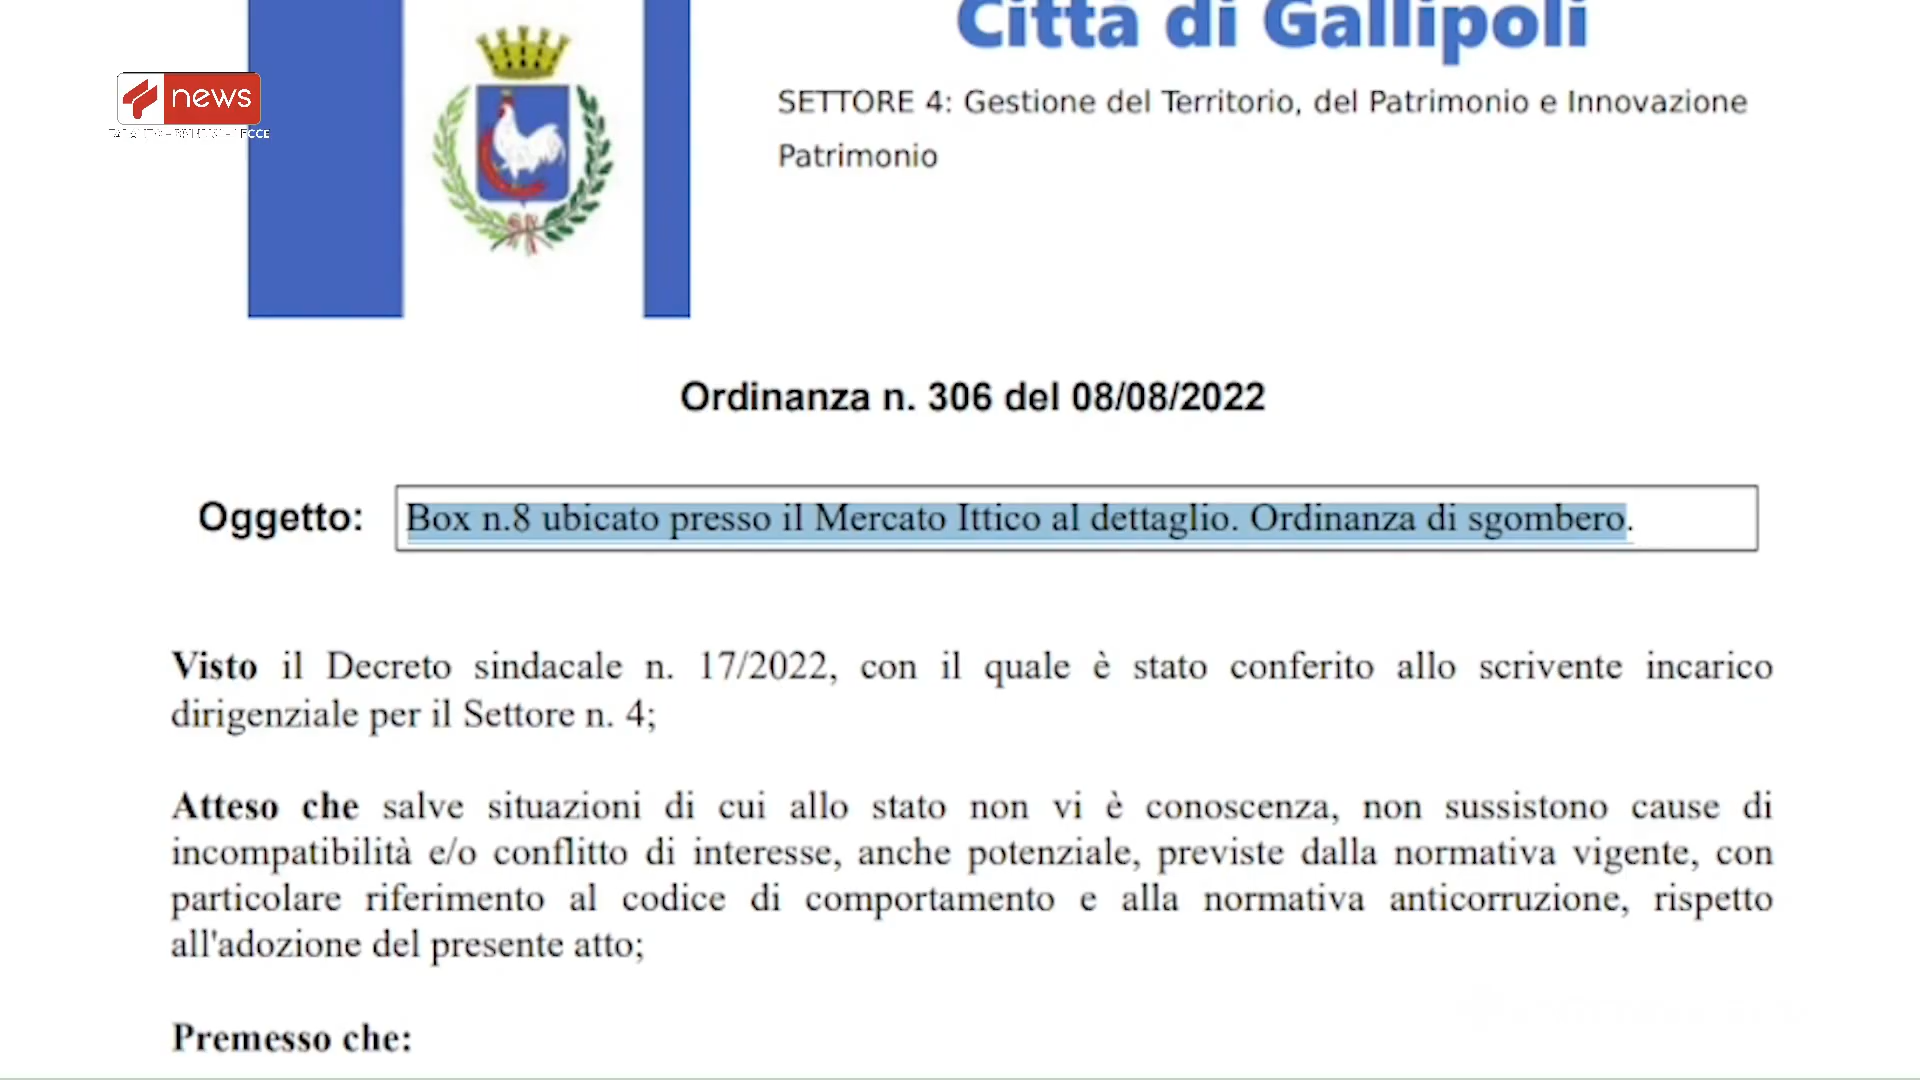 Città di Gallipoli
news
SETTORE 4: Gestione del Territorio, del Patrimonio e Innovazione
Patrimonio
Ordinanza n. 306 del 08/08/2022
Oggetto: Box n.8 ubicato presso il Mercato Ittico al dettaglio. Ordinanza di sgombero.
Visto il Decreto sindacale n. 17/2022, con il quale è stato conferito allo scrivente incarico
dirigenziale per il Settore n. 4;
Atteso che salve situazioni di cui allo stato non vi è conoscenza, non sussistono cause di
incompatibilità e/o conflitto di interesse, anche potenziale, previste dalla normativa vigente, con
particolare riferimento al codice di comportamento e alla normativa anticorruzione, rispetto
all'adozione del presente atto;
Premesso che: